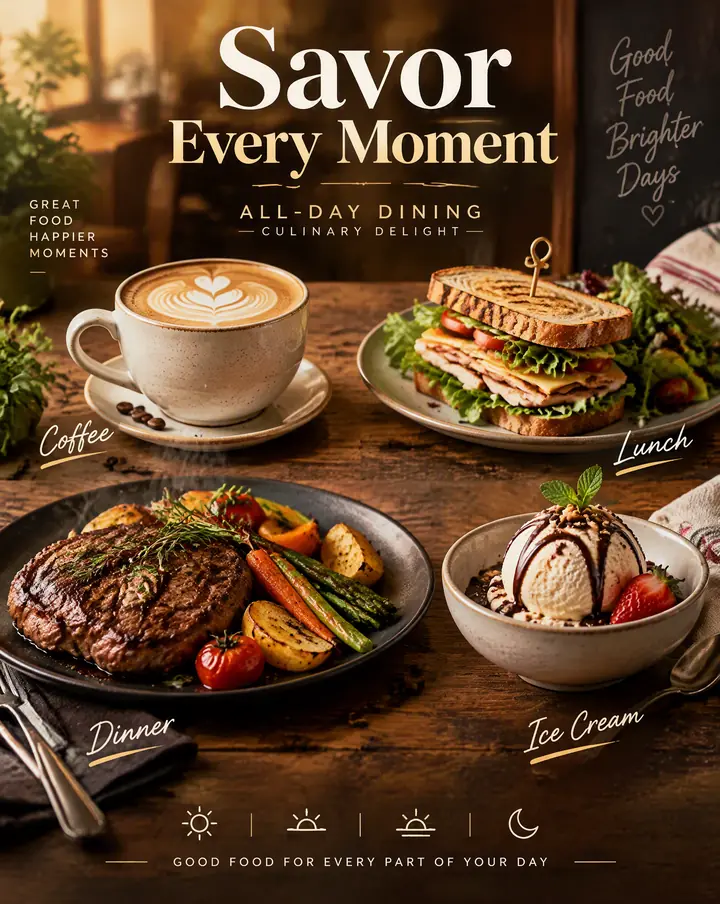 Savor
Every Moment
ALL-DAY DINING
CULINARY DELIGHT
GREAT
FOOD
HAPPIER
MOMENTS
Good
Food
Brighter
Days
Coffee
Lunch
Dinner
Ice Cream
GOOD FOOD FOR EVERY PART OF YOUR DAY